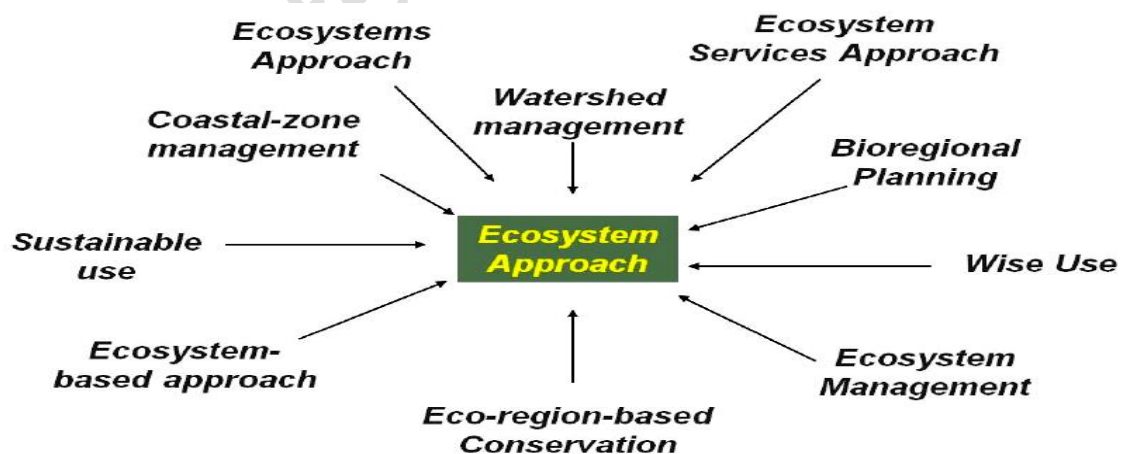 Ecosystems
Approach
Ecosystem
Services Approach
Watershed
management
Coastal-zone
management
Bioregional
Planning
Ecosystem
Approach
Sustainable
use
Wise Use
Ecosystem-
based approach
Ecosystem
Management
Eco-region-based
Conservation